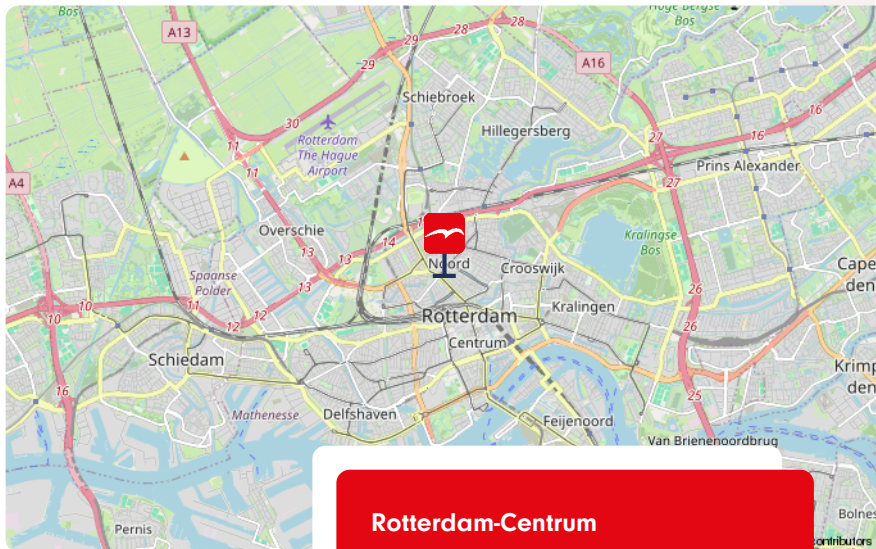 Bos
Hoge Bergse
Bos
A13
28
28
29
29
A16
Schiebroek
16
30
Hillegersberg
11
27
16
Rotterdam
The Hague
Airport
11
Prins Alexander
A4
27
Overschie
Kralingse
Bos
13
14
13
Noord
Crooswijk
Cape
den
Spaanse
Polder
13
10
10
11
12
12
Kralingen
26
Rotterdam
26
Centrum
Schiedam
Krimp
den
16
25
Mathenesse
Delfshaven
Feijenoord
Van Brienenoordbrug
Pernis
Rotterdam-Centrum
Bolnes
contributors